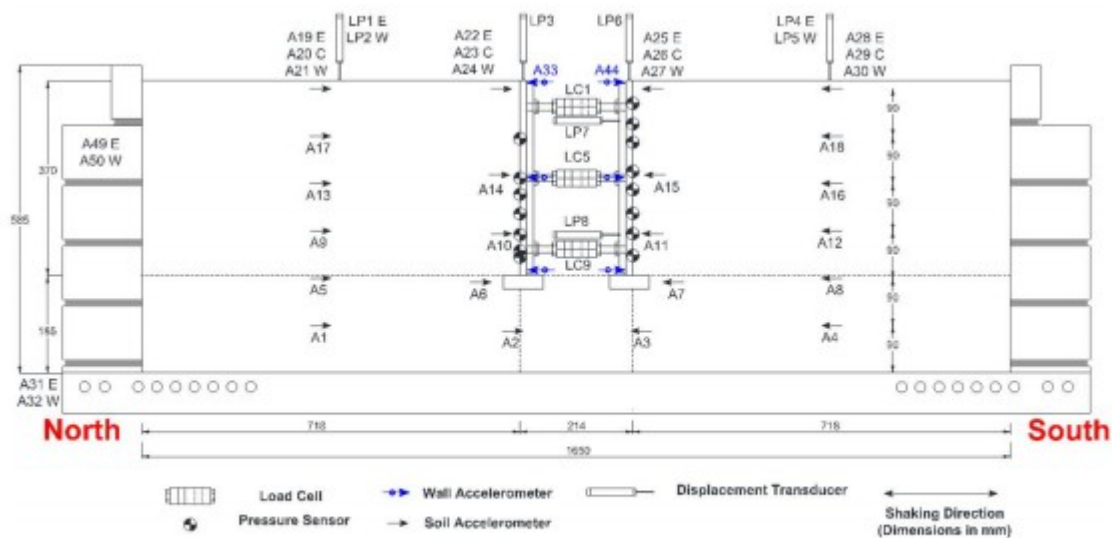 LP1 E
LP2 W
LP3
LP6
LP4 E
LP5 W
A19 E
A20 C
A21 W
A22 E
A23 C
A24 W
A25 E
A26 C
A27 W
A28 E
A29 C
A30 W
A33
A44
LC1
LP7
A49 E
A50 W
A17
A18
LC5
A14
A15
A13
A16
370
585
LP8
A9
A10
A11
A12
LC9
A5
A6
A7
A8
A1
A2
A3
A4
90
90
90
90
90
90
A31 E
A32 W
North
South
718
214
718
1650
Load Cell
Wall Accelerometer
Displacement Transducer
Pressure Sensor
Soil Accelerometer
Shaking Direction
(Dimensions in mm)